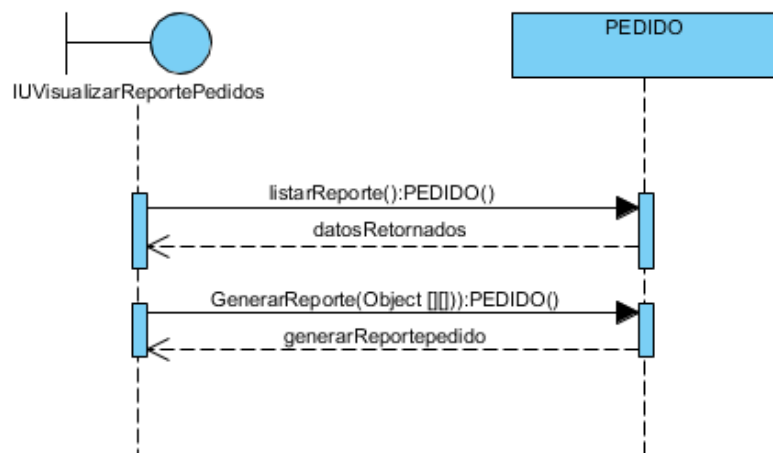 PEDIDO
IUVisualizarReportePedidos
listarReporte():PEDIDO()
datosRetornados
GenerarReporte(Object [][])):PEDIDO()
generarReportepedido